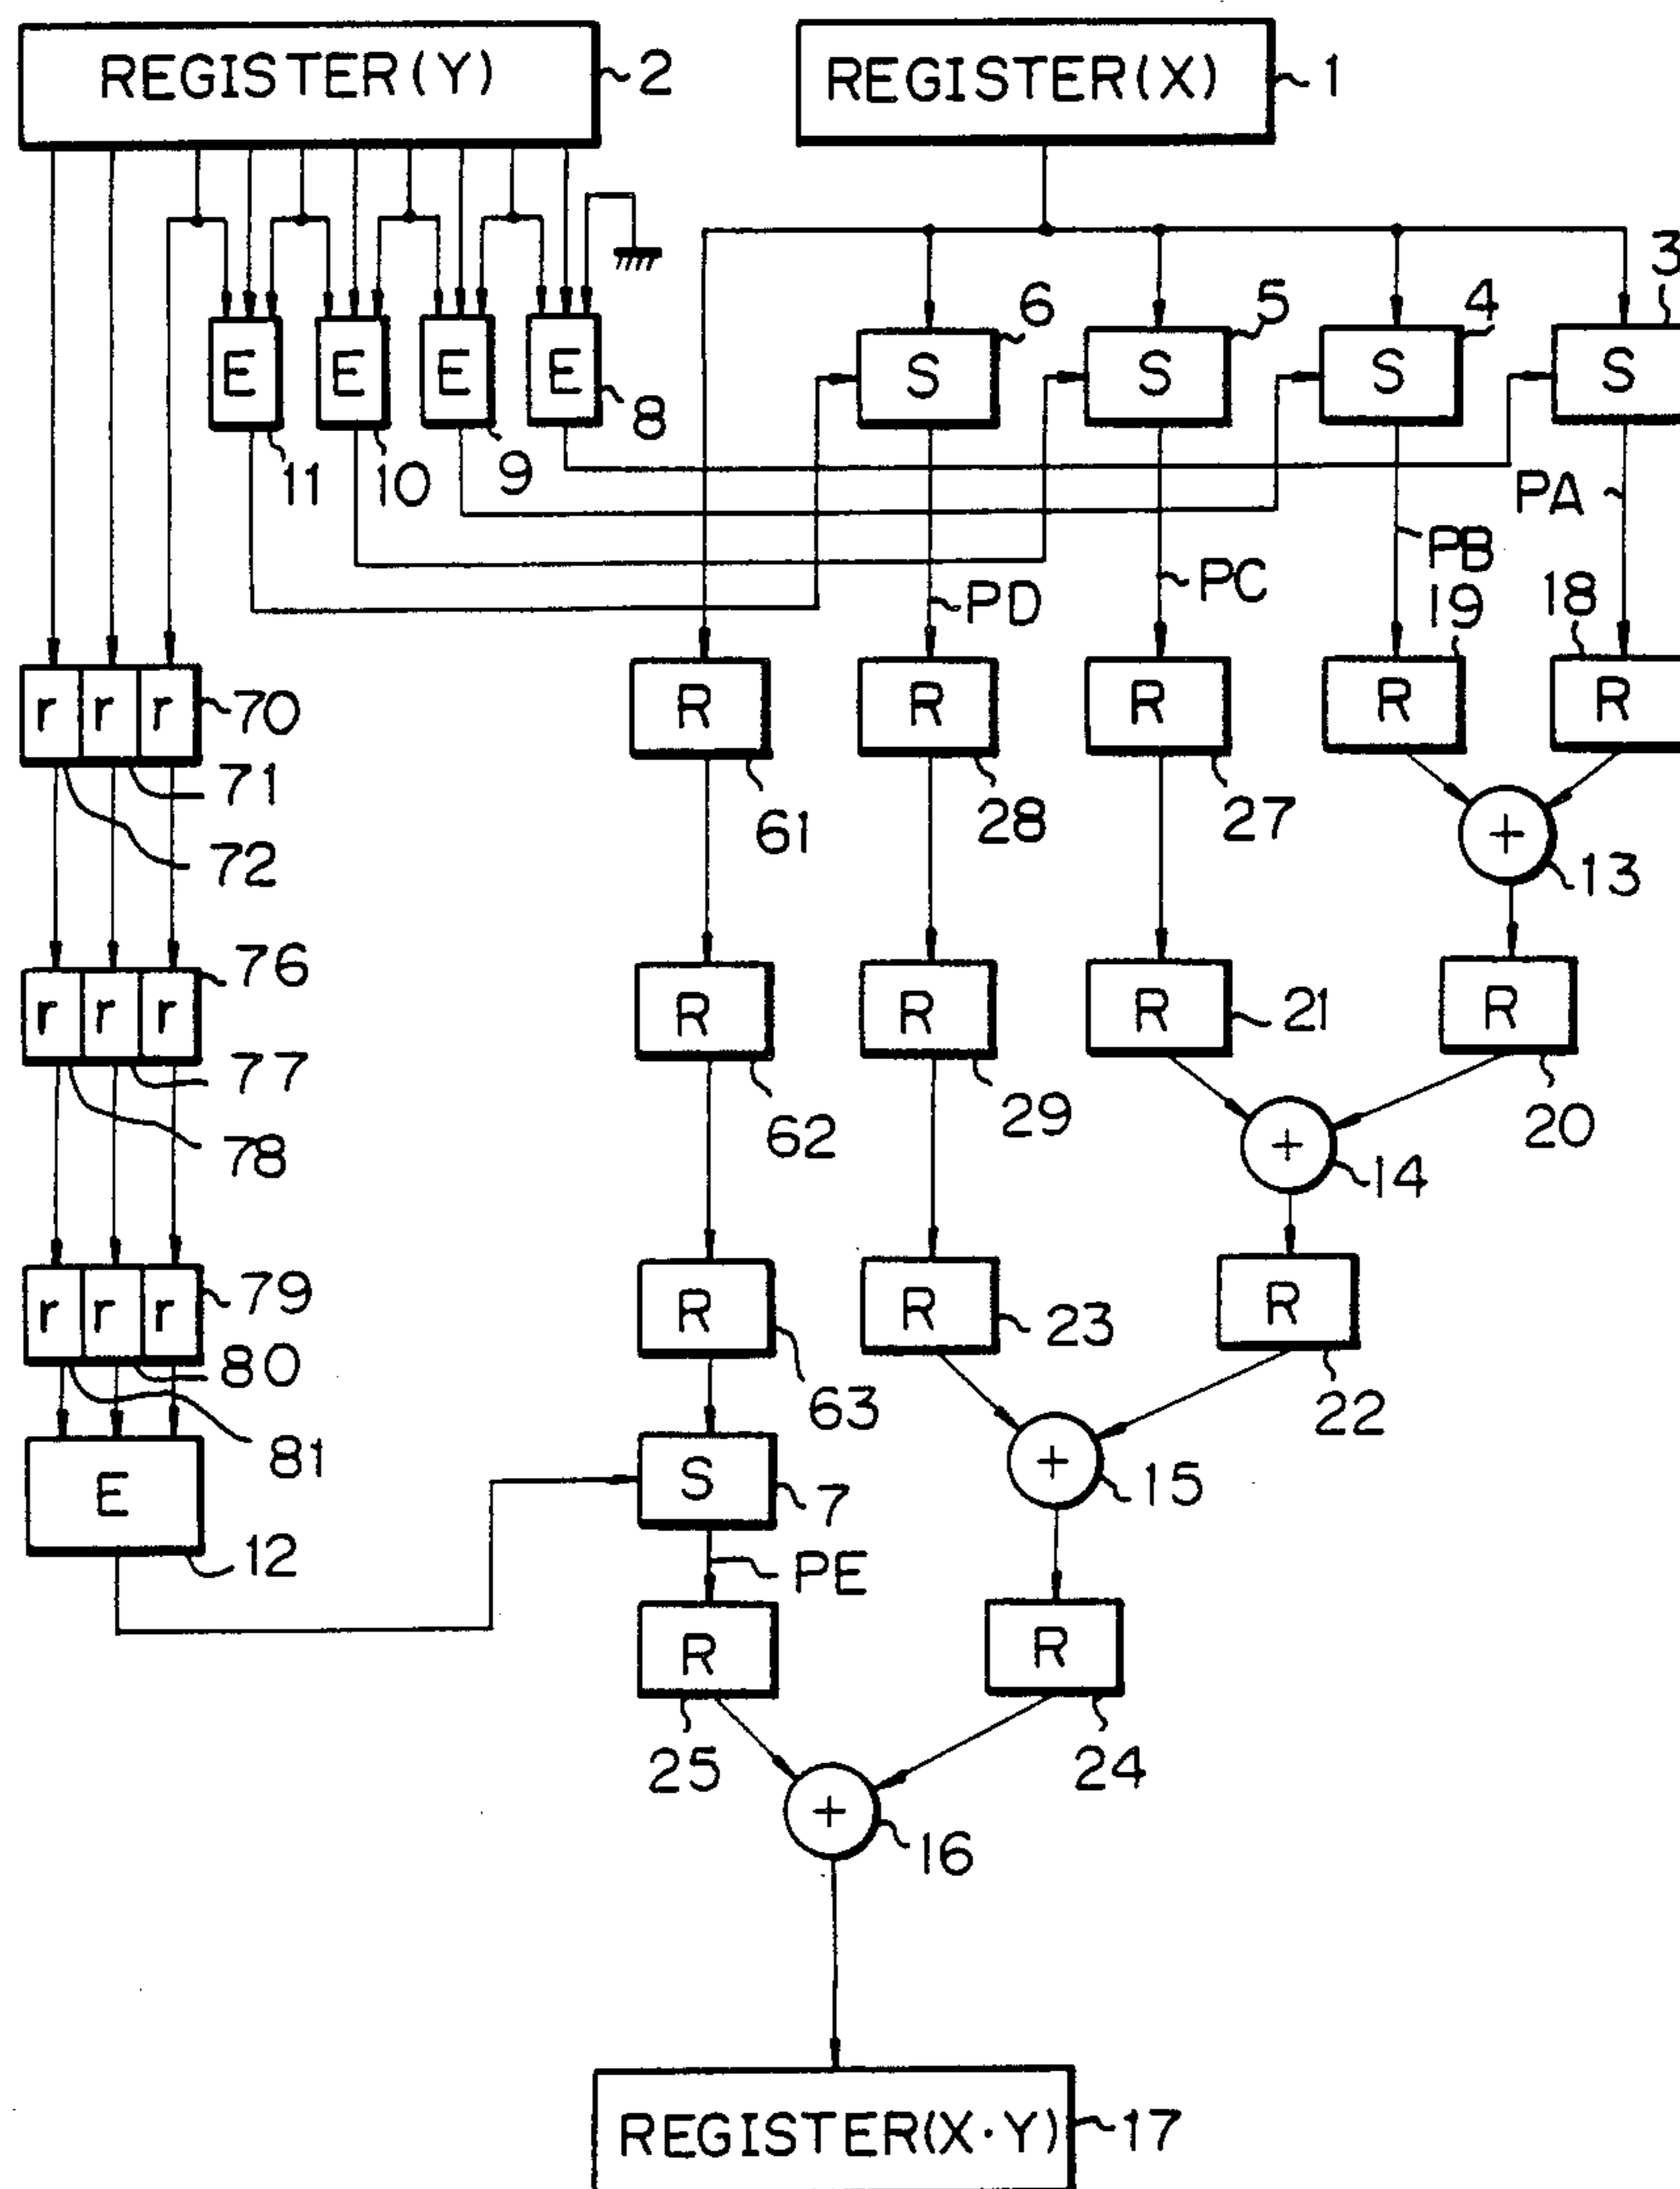 REGISTER(Y) 2 REGISTER(X) 1
3
6 5 4
E E E E S S S S
8
11 10 9
PA
PB
PD PC
19 18
r r r 70 R R R R R
71
61 28 27 + 13
72
76
r r r R R R 21 R
77
62 29 20
78
+ 14
r r r 79 R R 23 R
80
63 22
81
E S 7 + 15
12 PE
R R
25 24
+ 16
REGISTER(X·Y) 17